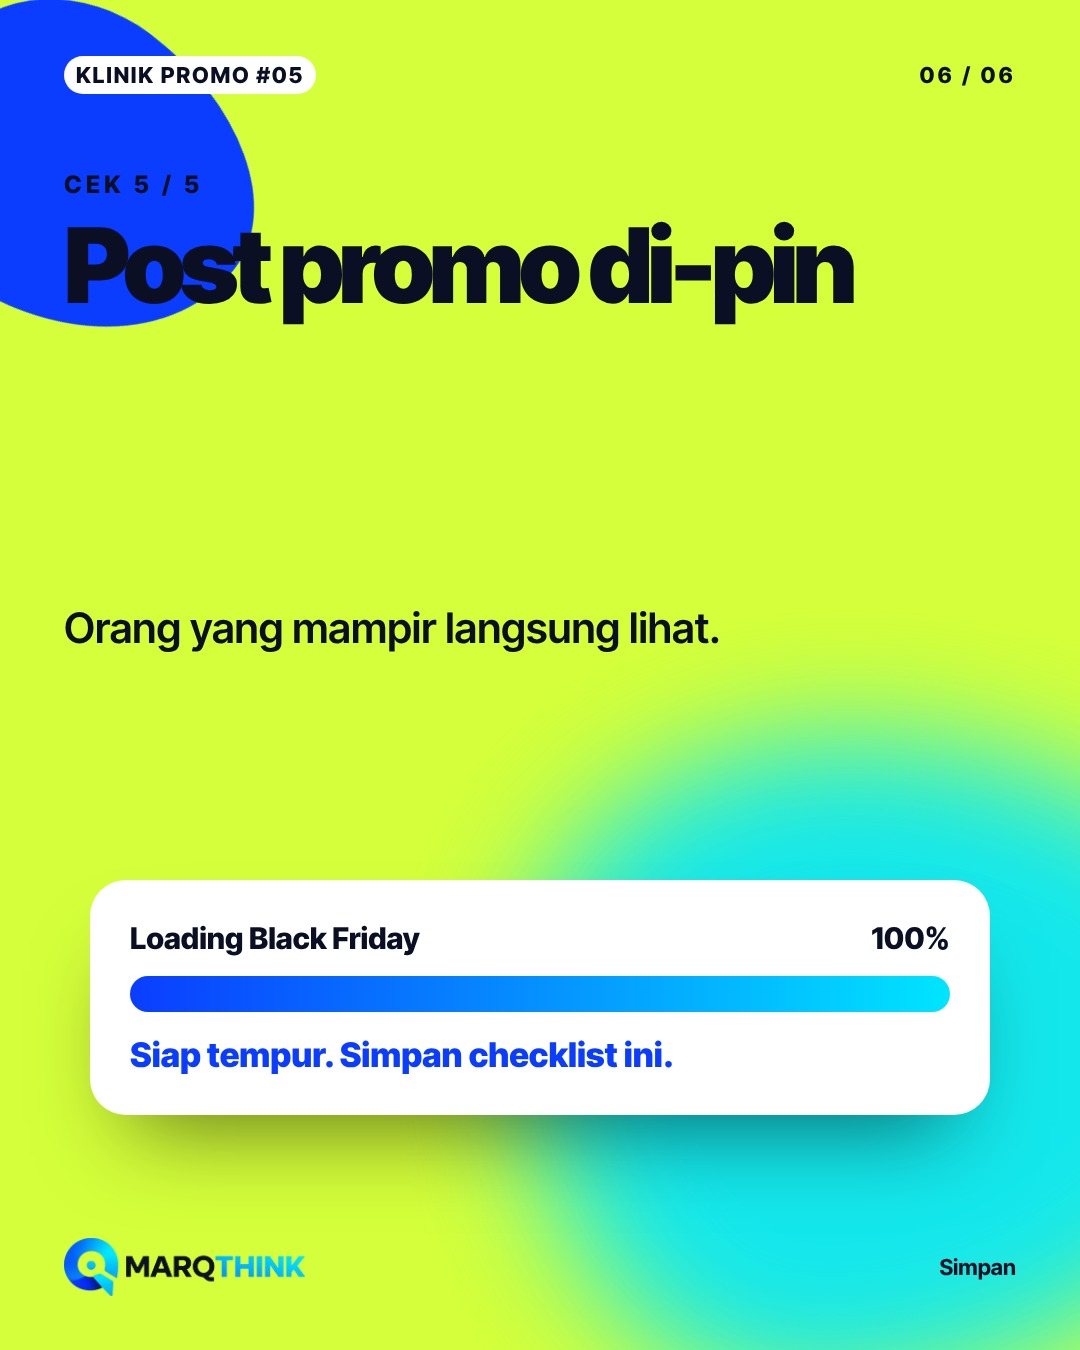 KLINIK PROMO #05
06 / 06
CEK 5 / 5
Post promo di-pin
Orang yang mampir langsung lihat.
Loading Black Friday
100%
Siap tempur. Simpan checklist ini.
MARQTHINK
Simpan